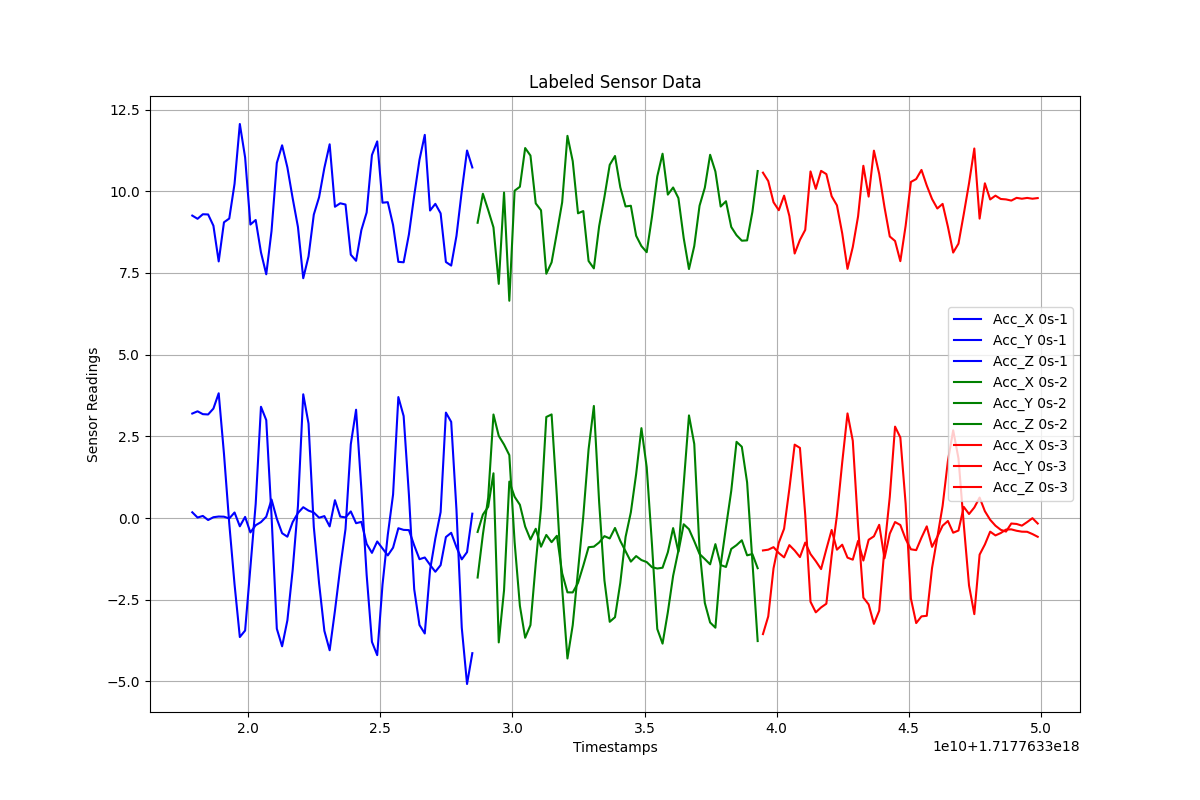 Labeled Sensor Data
12.5
10.0
7.5
5.0
2.5
0.0
−2.5
−5.0
Sensor Readings
Acc_X 0s-1
Acc_Y 0s-1
Acc_Z 0s-1
Acc_X 0s-2
Acc_Y 0s-2
Acc_Z 0s-2
Acc_X 0s-3
Acc_Y 0s-3
Acc_Z 0s-3
2.0 2.5 3.0 3.5 4.0 4.5 5.0
Timestamps
1e10+1.7177633e18